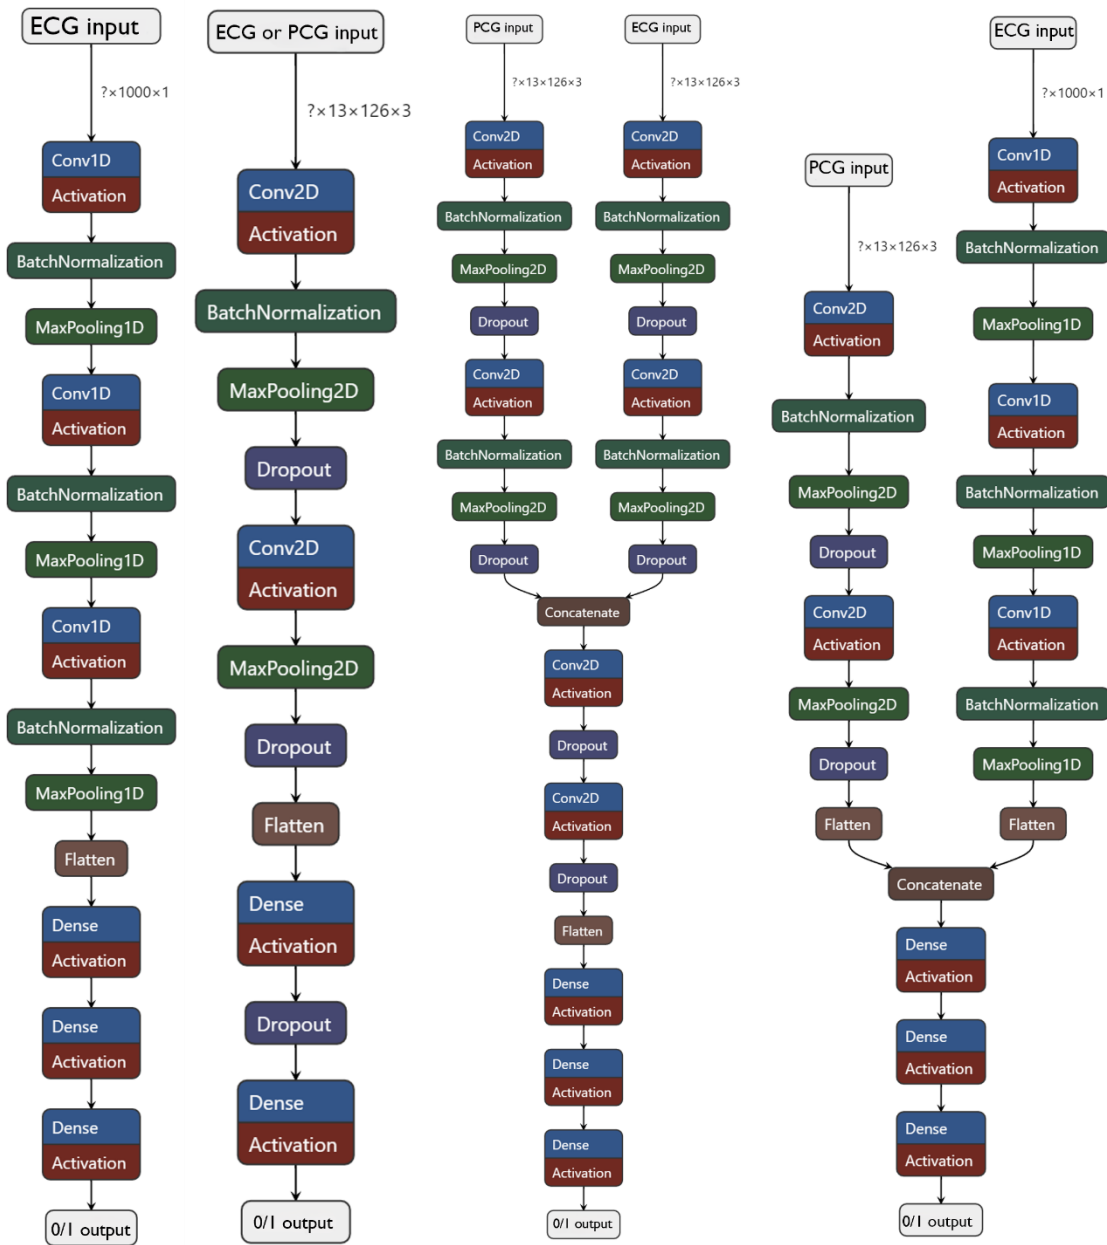 ECG input
?×1000×1
Conv1D
Activation
BatchNormalization
MaxPooling1D
Conv1D
Activation
BatchNormalization
MaxPooling1D
Conv1D
Activation
BatchNormalization
MaxPooling1D
Flatten
Dense
Activation
Dense
Activation
Dense
Activation
0/1 output
ECG or PCG input
?×13×126×3
Conv2D
Activation
BatchNormalization
MaxPooling2D
Dropout
Conv2D
Activation
MaxPooling2D
Dropout
Flatten
Dense
Activation
Dropout
Dense
Activation
0/1 output
PCG input
?×13×126×3
Conv2D
Activation
BatchNormalization
MaxPooling2D
Dropout
Conv2D
Activation
BatchNormalization
MaxPooling2D
Dropout
ECG input
?×13×126×3
Conv2D
Activation
BatchNormalization
MaxPooling2D
Dropout
Conv2D
Activation
BatchNormalization
MaxPooling2D
Dropout
Concatenate
Conv2D
Activation
Dropout
Conv2D
Activation
Dropout
Flatten
Dense
Activation
Dense
Activation
Dense
Activation
0/1 output
PCG input
?×13×126×3
Conv2D
Activation
BatchNormalization
MaxPooling2D
Dropout
Conv2D
Activation
MaxPooling2D
Dropout
Flatten
ECG input
?×1000×1
Conv1D
Activation
BatchNormalization
MaxPooling1D
Conv1D
Activation
BatchNormalization
MaxPooling1D
Conv1D
Activation
BatchNormalization
MaxPooling1D
Flatten
Concatenate
Dense
Activation
Dense
Activation
Dense
Activation
0/1 output